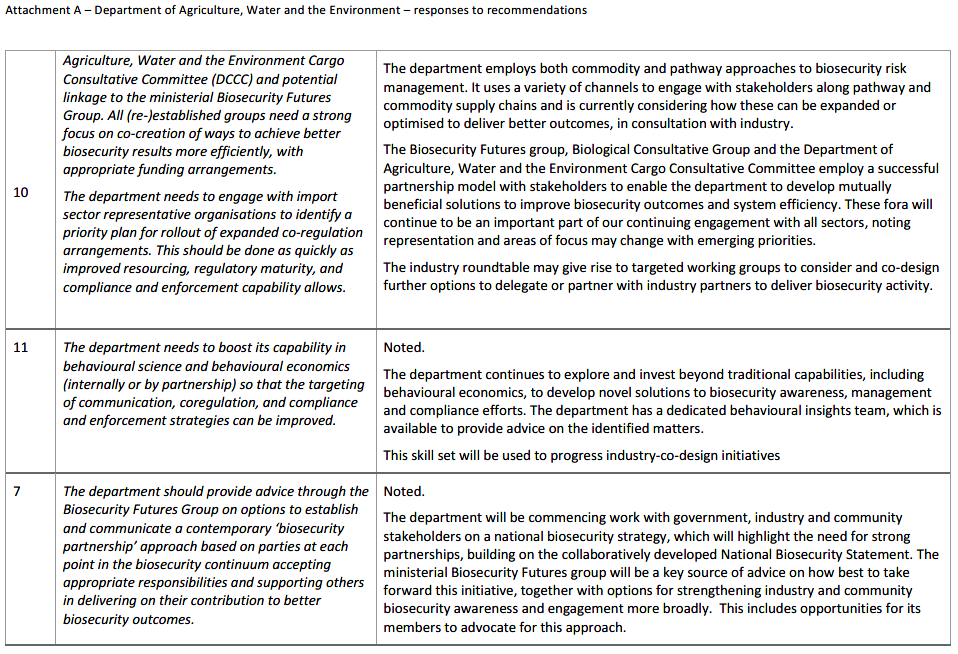 Attachment A – Department of Agriculture, Water and the Environment – responses to recommendations
10
Agriculture, Water and the Environment Cargo
Consultative Committee (DCCC) and potential
linkage to the ministerial Biosecurity Futures
Group. All (re-)established groups need a strong
focus on co-creation of ways to achieve better
biosecurity results more efficiently, with
appropriate funding arrangements.
The department needs to engage with import
sector representative organisations to identify a
priority plan for rollout of expanded co-regulation
arrangements. This should be done as quickly as
improved resourcing, regulatory maturity, and
compliance and enforcement capability allows.
The department employs both commodity and pathway approaches to biosecurity risk
management. It uses a variety of channels to engage with stakeholders along pathway and
commodity supply chains and is currently considering how these can be expanded or
optimised to deliver better outcomes, in consultation with industry.
The Biosecurity Futures group, Biological Consultative Group and the Department of
Agriculture, Water and the Environment Cargo Consultative Committee employ a successful
partnership model with stakeholders to enable the department to develop mutually
beneficial solutions to improve biosecurity outcomes and system efficiency. These fora will
continue to be an important part of our continuing engagement with all sectors, noting
representation and areas of focus may change with emerging priorities.
The industry roundtable may give rise to targeted working groups to consider and co-design
further options to delegate or partner with industry partners to deliver biosecurity activity.
11
The department needs to boost its capability in
behavioural science and behavioural economics
(internally or by partnership) so that the targeting
of communication, coregulation, and compliance
and enforcement strategies can be improved.
Noted.
The department continues to explore and invest beyond traditional capabilities, including
behavioural economics, to develop novel solutions to biosecurity awareness, management
and compliance efforts. The department has a dedicated behavioural insights team, which is
available to provide advice on the identified matters.
This skill set will be used to progress industry-co-design initiatives
7
The department should provide advice through the
Biosecurity Futures Group on options to establish
and communicate a contemporary ‘biosecurity
partnership’ approach based on parties at each
point in the biosecurity continuum accepting
appropriate responsibilities and supporting others
in delivering on their contribution to better
biosecurity outcomes.
Noted.
The department will be commencing work with government, industry and community
stakeholders on a national biosecurity strategy, which will highlight the need for strong
partnerships, building on the collaboratively developed National Biosecurity Statement. The
ministerial Biosecurity Futures group will be a key source of advice on how best to take
forward this initiative, together with options for strengthening industry and community
biosecurity awareness and engagement more broadly.  This includes opportunities for its
members to advocate for this approach.